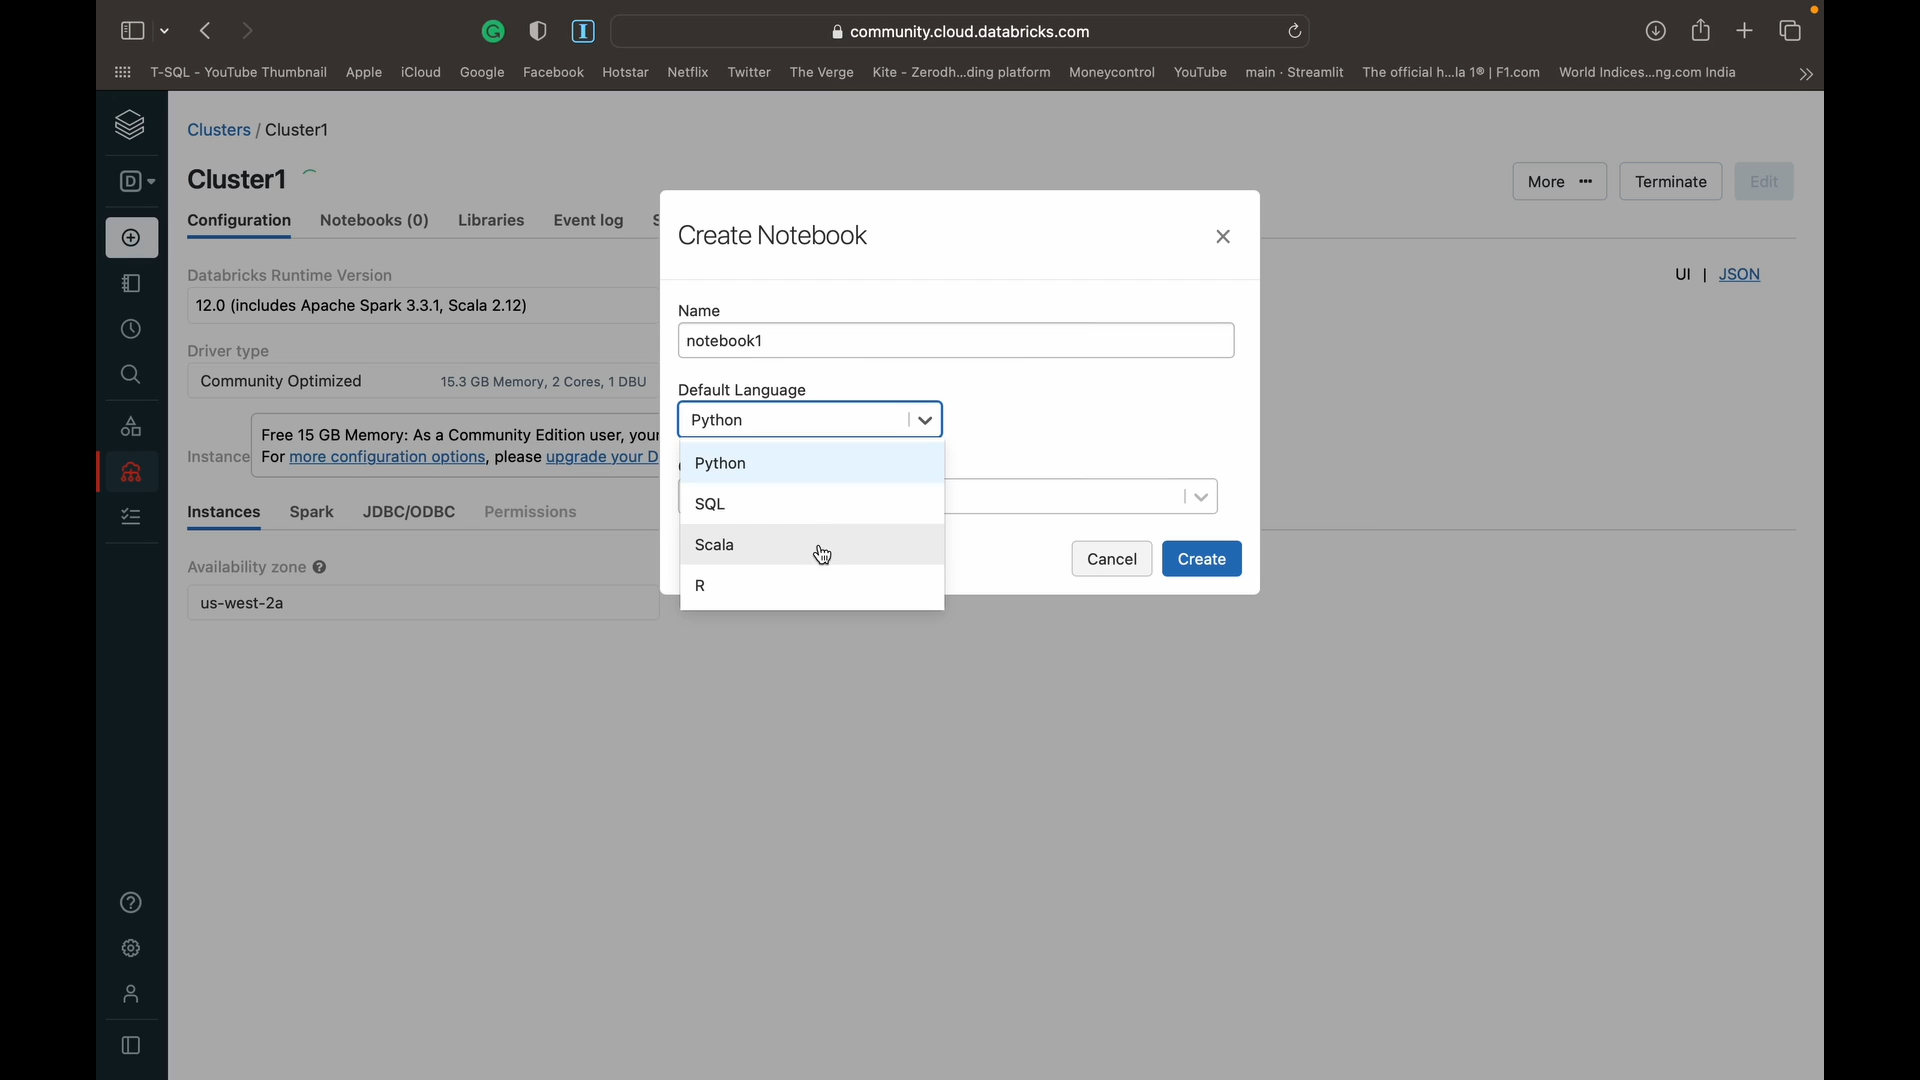 community.cloud.databricks.com
T-SQL - YouTube Thumbnail Apple iCloud Google Facebook Hotstar Netflix Twitter The Verge Kite - Zerodh...ding platform Moneycontrol YouTube main · Streamlit The official h...la 1® | F1.com World Indices...ng.com India
Clusters / Cluster1
D
Cluster1
More ··· Terminate Edit
Configuration Notebooks (0) Libraries Event log S
Create Notebook
Databricks Runtime Version
UI | JSON
12.0 (includes Apache Spark 3.3.1, Scala 2.12)
Name
notebook1
Driver type
Community Optimized 15.3 GB Memory, 2 Cores, 1 DBU
Default Language
Python
Free 15 GB Memory: As a Community Edition user, your
Instance
For more configuration options, please upgrade your D
Python
SQL
Scala
R
Instances Spark JDBC/ODBC Permissions
Cancel Create
Availability zone ?
us-west-2a